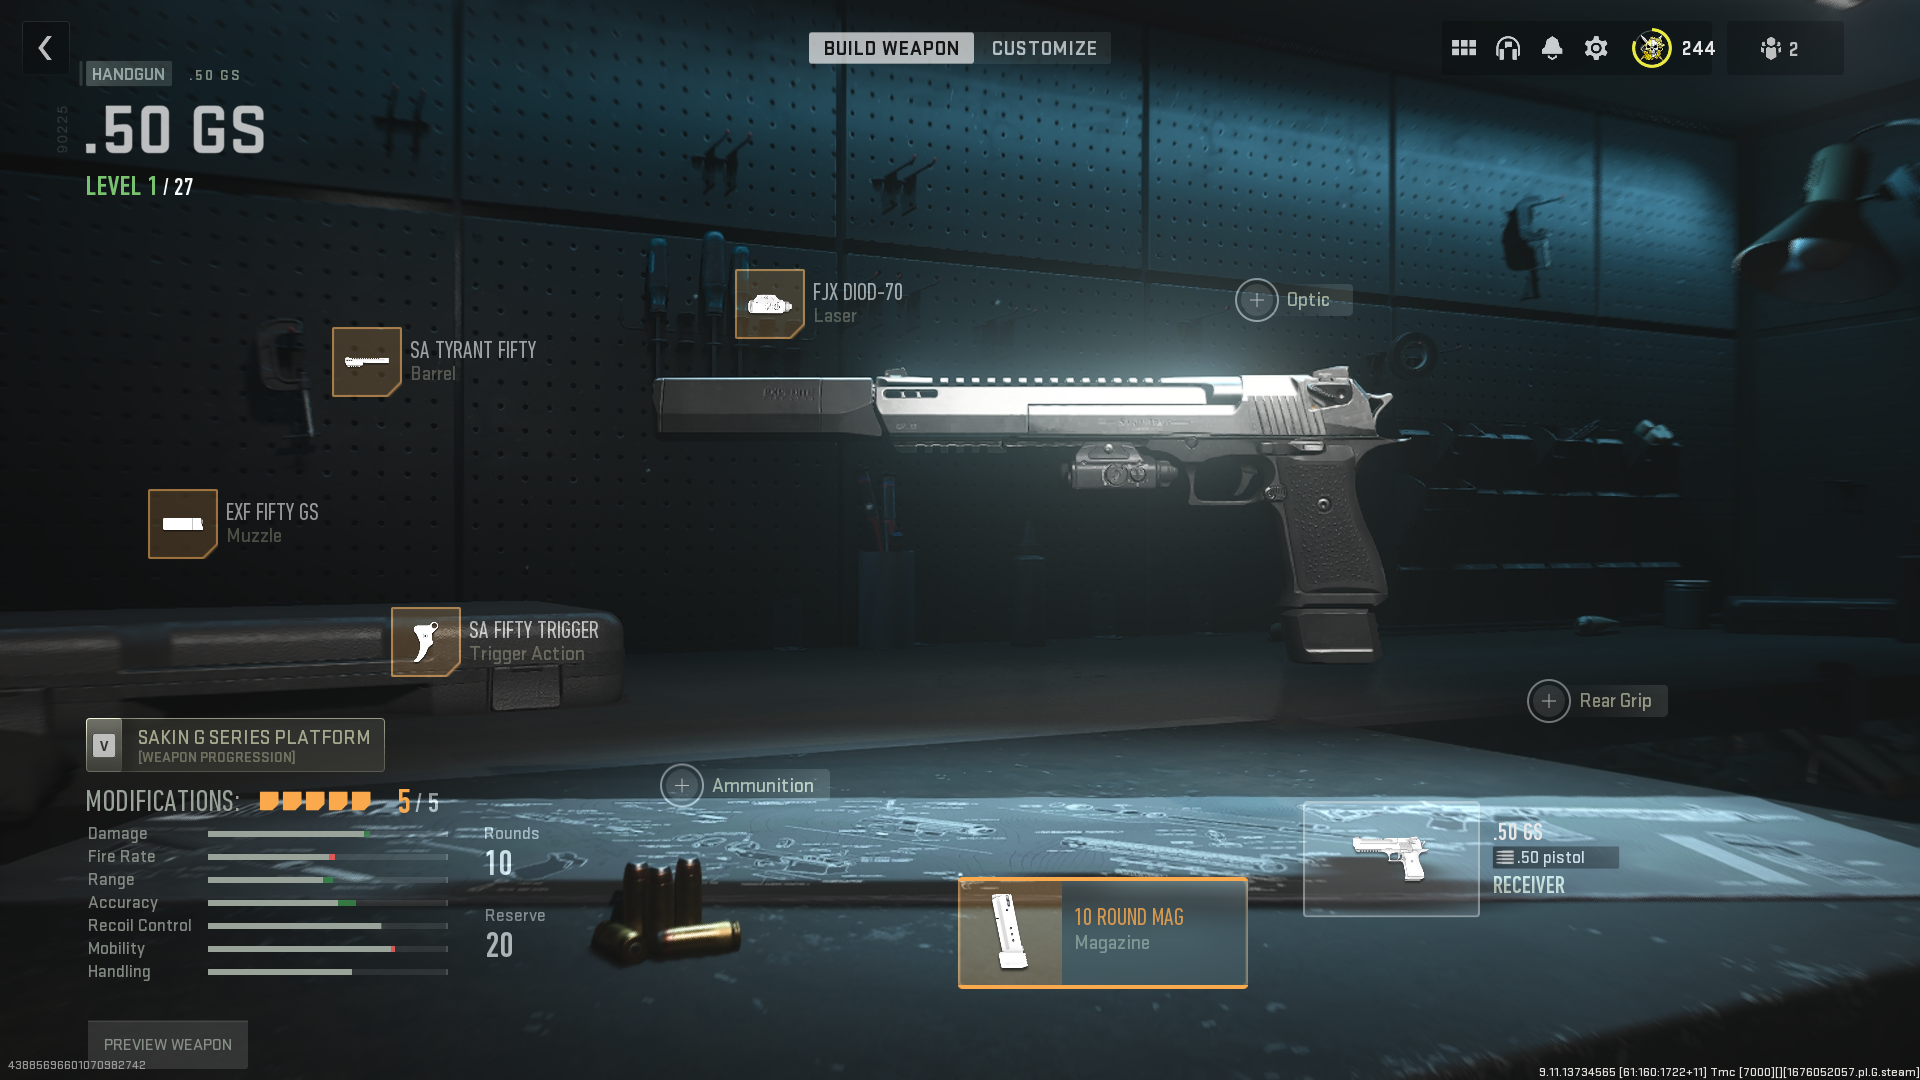 BUILD WEAPON
CUSTOMIZE
244
2
HANDGUN
.50 GS
90225
.50 GS
LEVEL 1 / 27
FJX DIOD-70
Laser
Optic
SA TYRANT FIFTY
Barrel
EXF FIFTY GS
Muzzle
SA FIFTY TRIGGER
Trigger Action
Rear Grip
V
SAKIN G SERIES PLATFORM
[WEAPON PROGRESSION]
Ammunition
MODIFICATIONS: 5 / 5
Damage
Fire Rate
Range
Accuracy
Recoil Control
Mobility
Handling
Rounds
10
Reserve
20
10 ROUND MAG
Magazine
.50 GS
.50 pistol
RECEIVER
PREVIEW WEAPON
43885696601070982742
9.11.13734565 [61:160:1722+11] Tmc [7000][][1676052057.pl.G.steam]